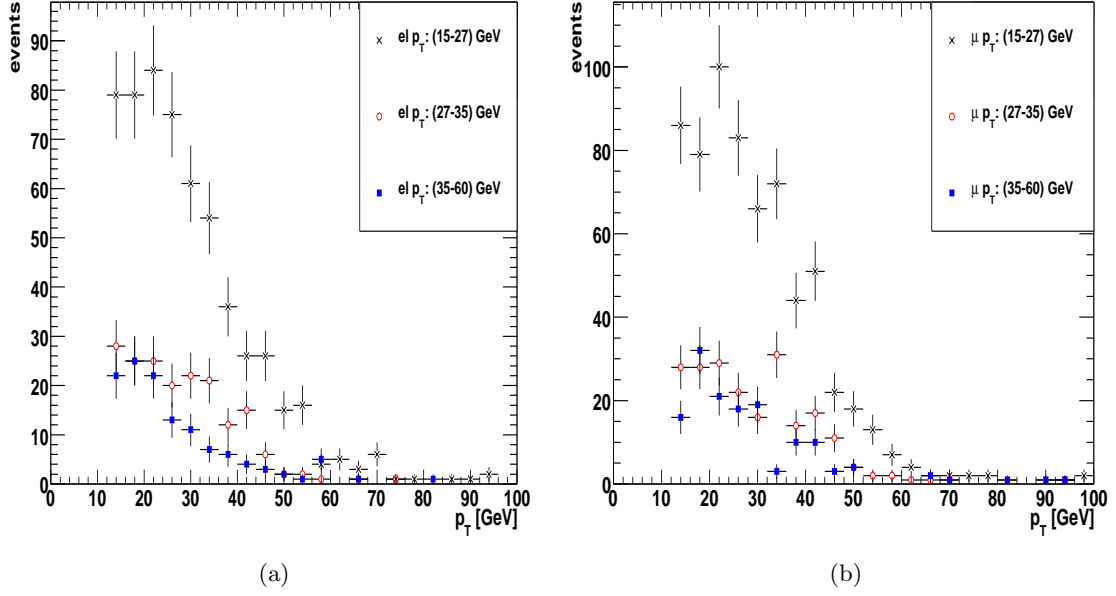 events
90
80
70
60
50
40
30
20
10
0
0 10 20 30 40 50 60 70 80 90 100
p_T [GeV]
el p_T: (15-27) GeV
el p_T: (27-35) GeV
el p_T: (35-60) GeV
(a)
events
100
80
60
40
20
0
0 10 20 30 40 50 60 70 80 90 100
p_T [GeV]
μ p_T: (15-27) GeV
μ p_T: (27-35) GeV
μ p_T: (35-60) GeV
(b)